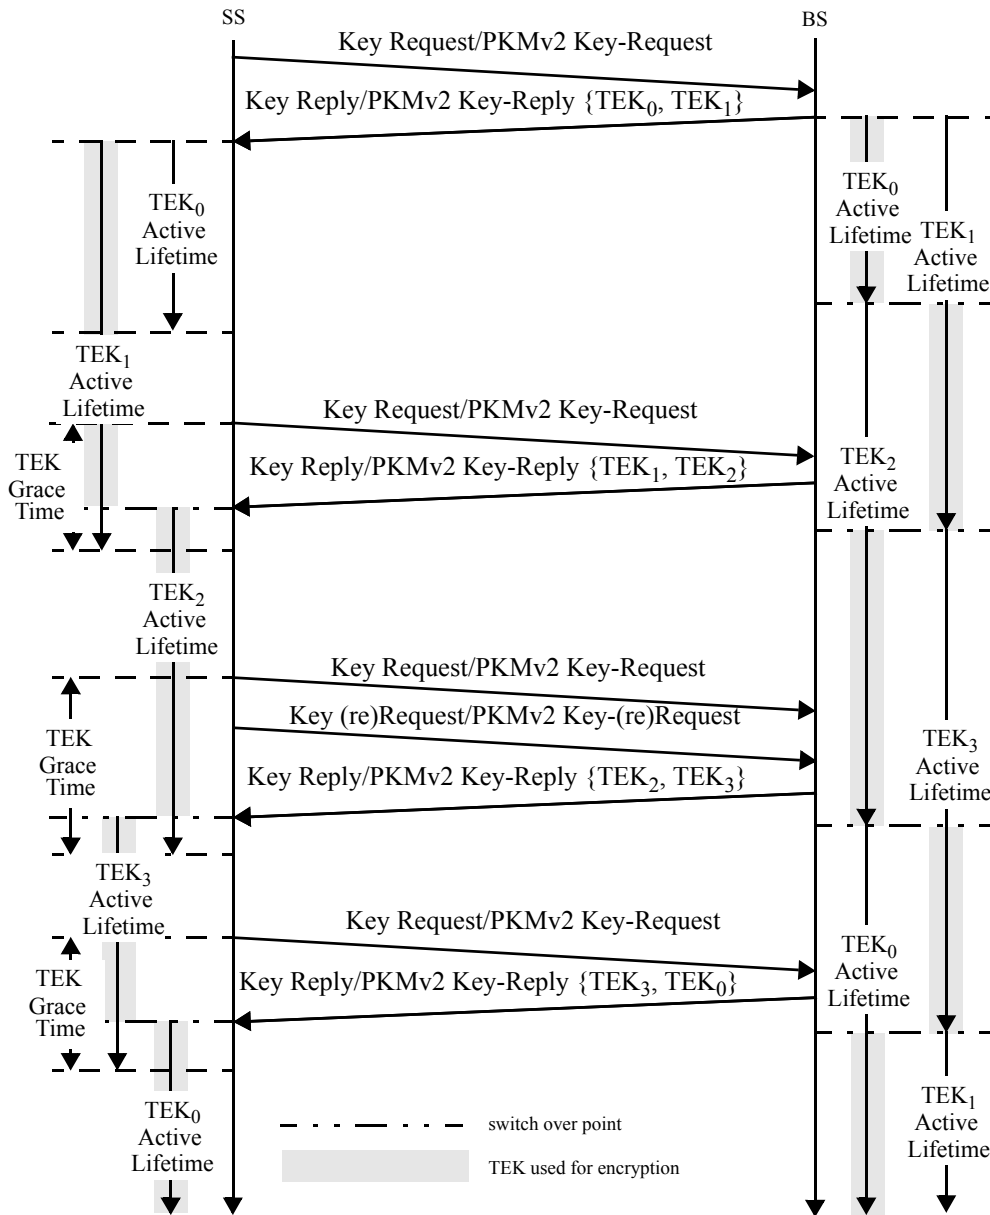 SS
BS
Key Request/PKMv2 Key-Request
Key Reply/PKMv2 Key-Reply {TEK0, TEK1}
TEK0
Active
Lifetime
TEK0
Active
Lifetime
TEK1
Active
Lifetime
TEK1
Active
Lifetime
Key Request/PKMv2 Key-Request
Key Reply/PKMv2 Key-Reply {TEK1, TEK2}
TEK
Grace
Time
TEK2
Active
Lifetime
TEK2
Active
Lifetime
Key Request/PKMv2 Key-Request
Key (re)Request/PKMv2 Key-(re)Request
Key Reply/PKMv2 Key-Reply {TEK2, TEK3}
TEK
Grace
Time
TEK3
Active
Lifetime
TEK3
Active
Lifetime
Key Request/PKMv2 Key-Request
Key Reply/PKMv2 Key-Reply {TEK3, TEK0}
TEK
Grace
Time
TEK0
Active
Lifetime
TEK0
Active
Lifetime
TEK1
Active
Lifetime
switch over point
TEK used for encryption